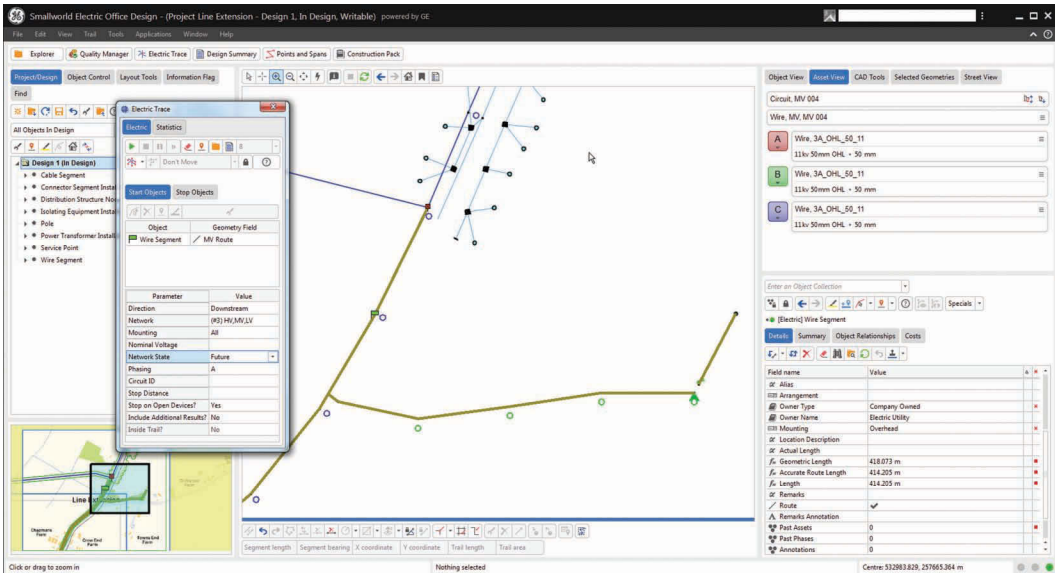 Smallworld Electric Office Design - (Project Line Extension - Design 1, In Design, Writable) powered by GE
File Edit View Trail Tools Applications Window Help
Explorer Quality Manager Electric Trace Design Summary Points and Spans Construction Pack
Project/Design Object Control Layout Tools Information Flag
Find
All Objects In Design
Design 1 (In Design)
Cable Segment
Connector Segment Instal
Distribution Structure No
Isolating Equipment Insta
Pole
Power Transformer Install
Service Point
Wire Segment
Electric Trace
Electric Statistics
Don't Move
Start Objects Stop Objects
Object Geometry Field
Wire Segment MV Route
Parameter Value
Direction Downstream
Network (#3) HV,MV,LV
Mounting All
Nominal Voltage
Network State Future
Phasing A
Circuit ID
Stop Distance
Stop on Open Devices? Yes
Include Additional Results? No
Inside Trail? No
Line Extension
Segment length Segment bearing X coordinate Y coordinate Trail length Trail area
Object View Asset View CAD Tools Selected Geometries Street View
Circuit, MV 004
Wire, MV, MV 004
A Wire, 3A_OHL_50_11
11kv 50mm OHL • 50 mm
B Wire, 3A_OHL_50_11
11kv 50mm OHL • 50 mm
C Wire, 3A_OHL_50_11
11kv 50mm OHL • 50 mm
Enter an Object Collection
Specials
[Electric] Wire Segment
Details Summary Object Relationships Costs
Field name Value
Alias
Arrangement
Owner Type Company Owned
Owner Name Electric Utility
Mounting Overhead
Location Description
Actual Length
Geometric Length 418.073 m
Accurate Route Length 414.205 m
Length 414.205 m
Remarks
Route
Remarks Annotation
Past Assets 0
Past Phases 0
Annotations 0
Click or drag to zoom in Nothing selected Centre: 532983.829, 257665.364 m